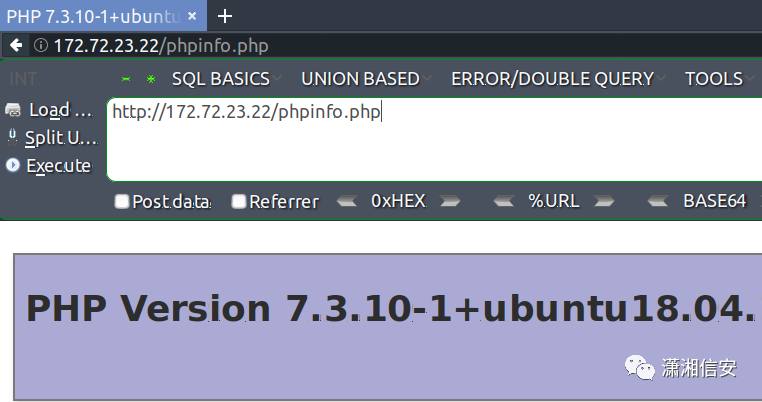 PHP 7.3.10-1+ubuntu
172.72.23.22/phpinfo.php
INT
SQL BASICS UNION BASED ERROR/DOUBLE QUERY TOOLS
Load ...
http://172.72.23.22/phpinfo.php
Split U...
Execute
Post data Referrer 0xHEX %URL BASE64
PHP Version 7.3.10-1+ubuntu18.04.
潇湘信安